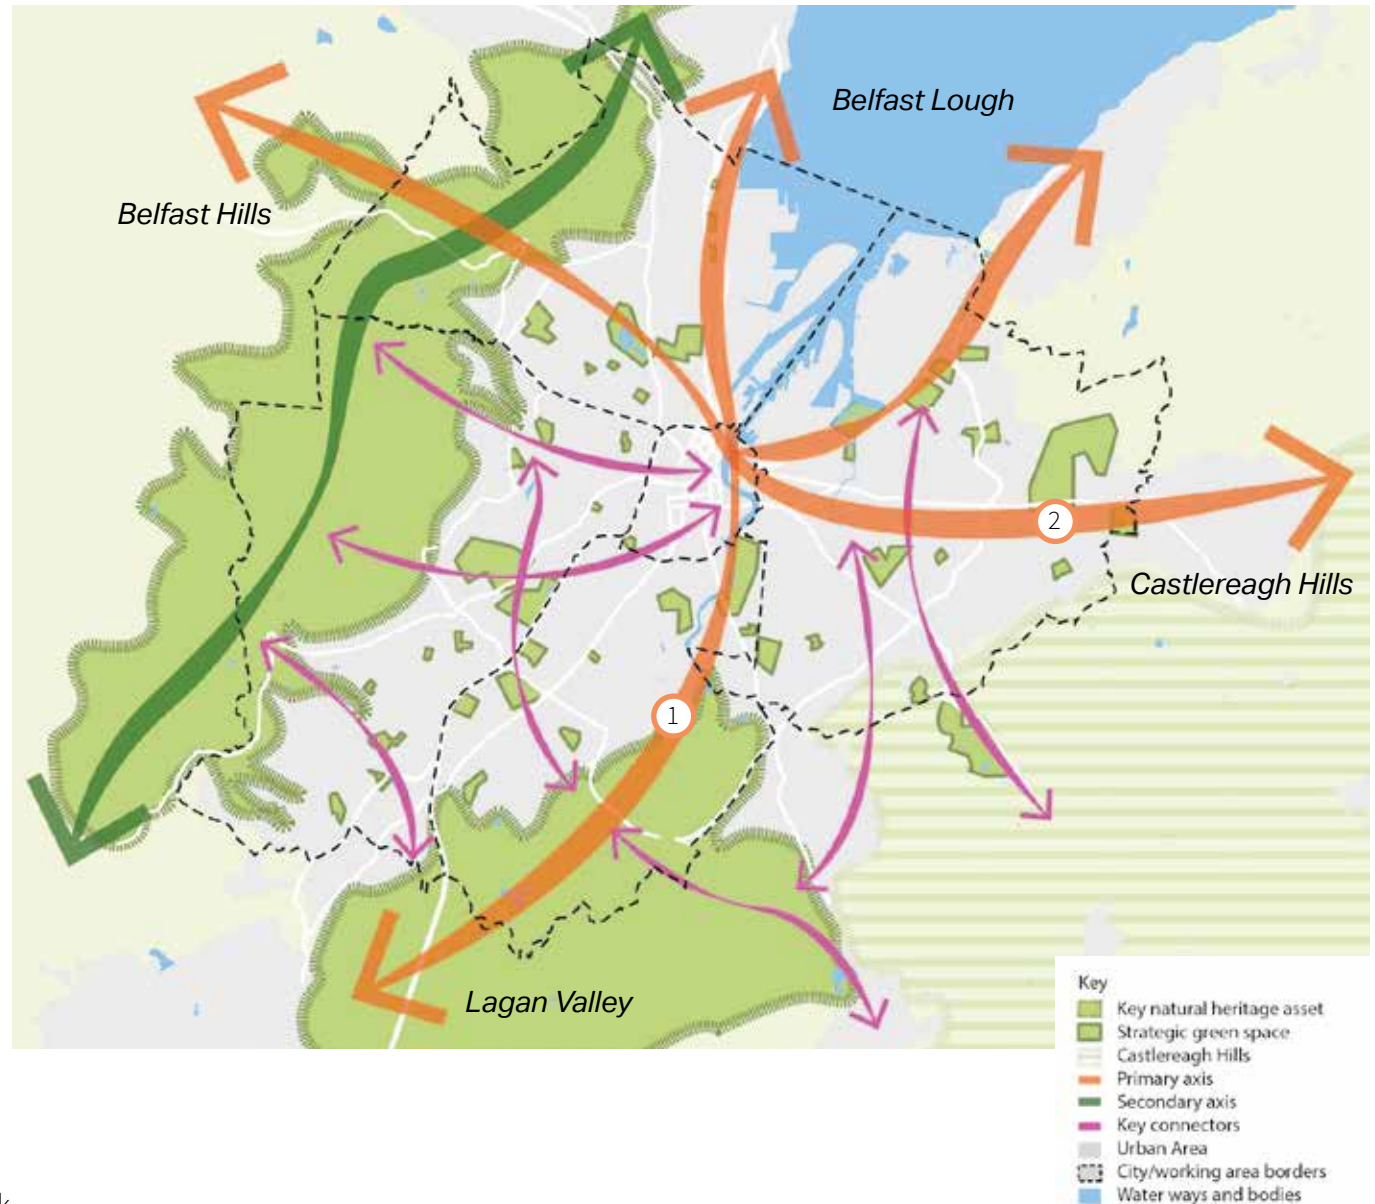 Belfast Lough
Belfast Hills
2
Castlereagh Hills
1
Lagan Valley
Key
Key natural heritage asset
Strategic green space
Castlereagh Hills
Primary axis
Secondary axis
Key connectors
Urban Area
City/working area borders
Water ways and bodies